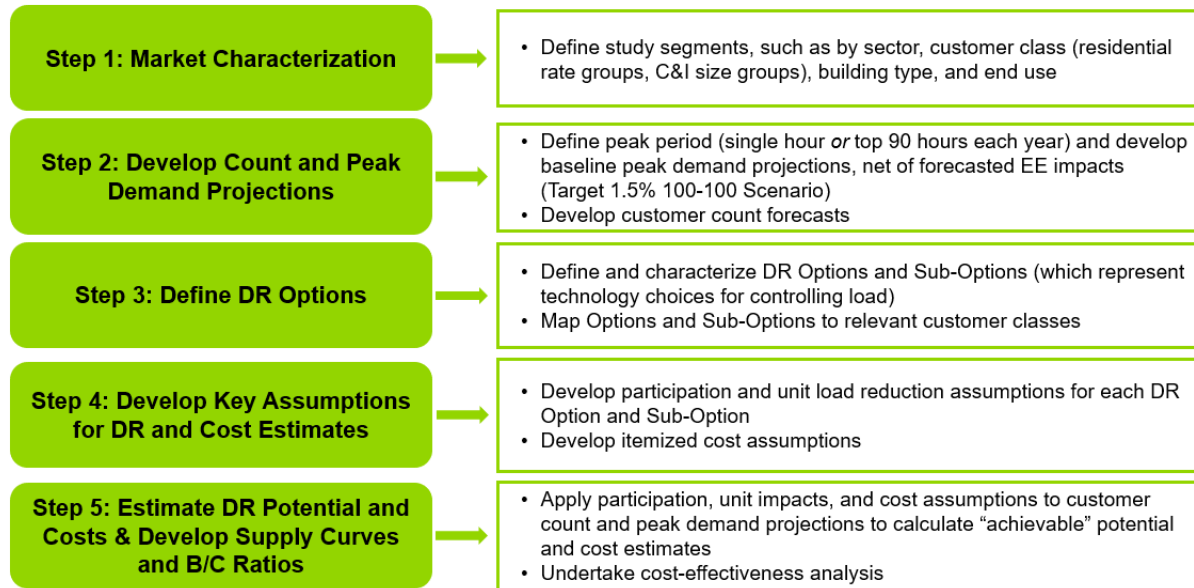 Step 1: Market Characterization
• Define study segments, such as by sector, customer class (residential
rate groups, C&I size groups), building type, and end use
Step 2: Develop Count and Peak
Demand Projections
• Define peak period (single hour or top 90 hours each year) and develop
baseline peak demand projections, net of forecasted EE impacts
(Target 1.5% 100-100 Scenario)
• Develop customer count forecasts
Step 3: Define DR Options
• Define and characterize DR Options and Sub-Options (which represent
technology choices for controlling load)
• Map Options and Sub-Options to relevant customer classes
Step 4: Develop Key Assumptions
for DR and Cost Estimates
• Develop participation and unit load reduction assumptions for each DR
Option and Sub-Option
• Develop itemized cost assumptions
Step 5: Estimate DR Potential and
Costs & Develop Supply Curves
and B/C Ratios
• Apply participation, unit impacts, and cost assumptions to customer
count and peak demand projections to calculate “achievable” potential
and cost estimates
• Undertake cost-effectiveness analysis